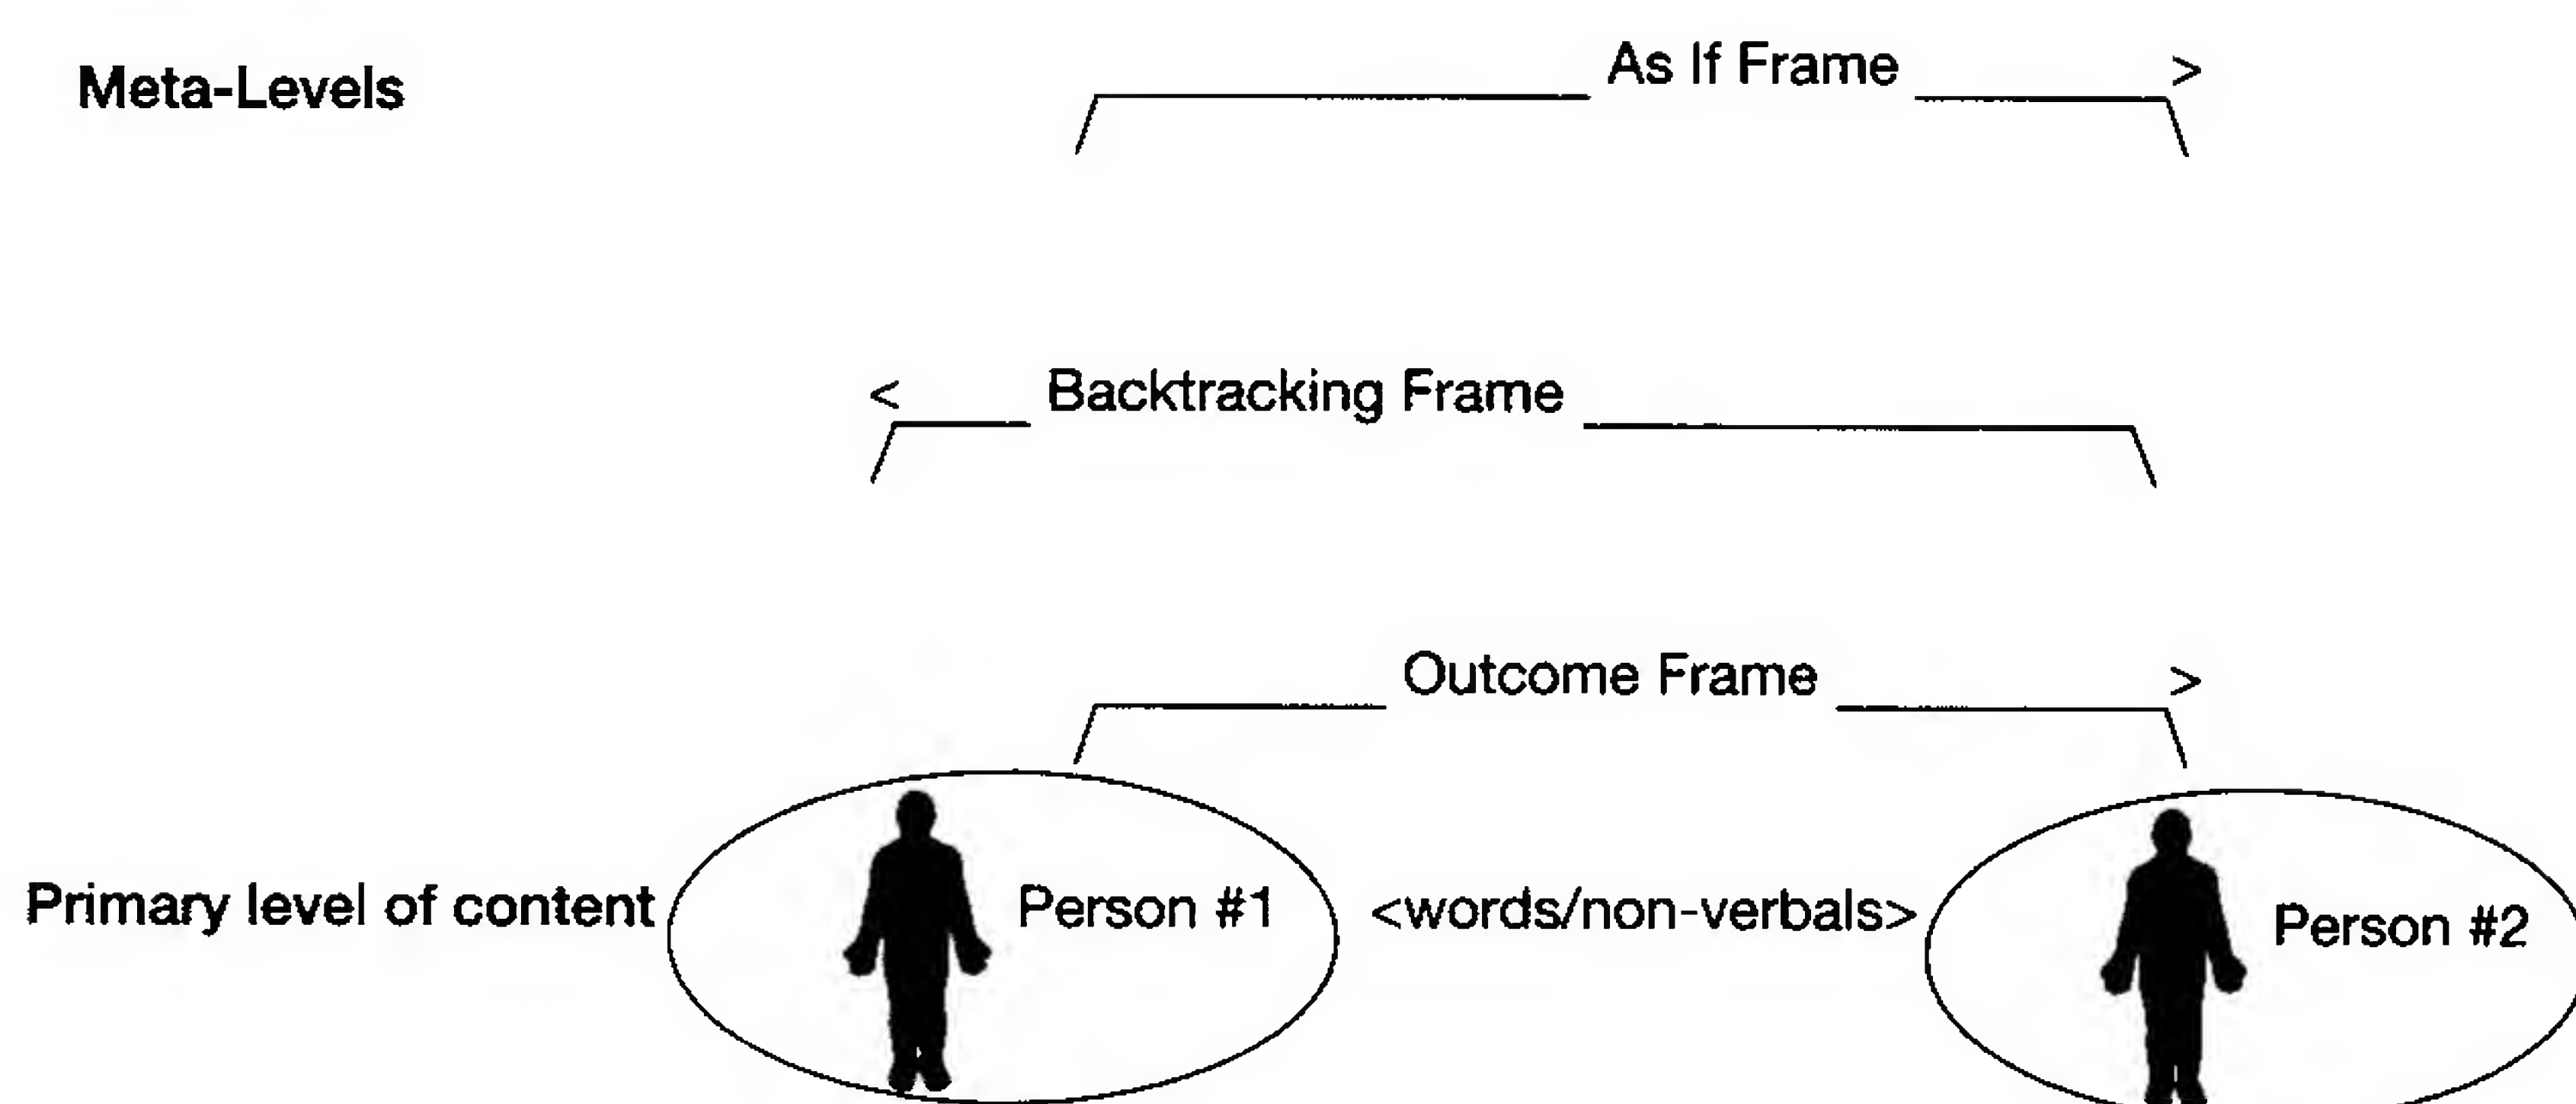 As If Frame >
Meta-Levels
< Backtracking Frame
Outcome Frame >
Primary level of content Person #1 <words/non-verbals> Person #2